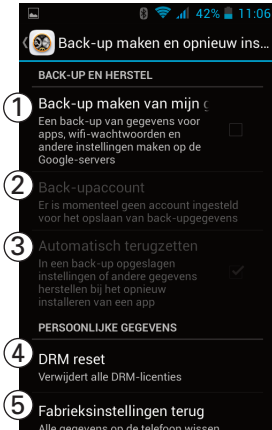 42% 11:06
Back-up maken en opnieuw ins...
BACK-UP EN HERSTEL
1
Back-up maken van mijn g
Een back-up van gegevens voor
apps, wifi-wachtwoorden en
andere instellingen maken op de
Google-servers
2
Back-upaccount
Er is momenteel geen account ingesteld
voor het opslaan van back-upgegevens
3
Automatisch terugzetten
In een back-up opgeslagen
instellingen of andere gegevens
herstellen bij het opnieuw
installeren van een app
PERSOONLIJKE GEGEVENS
4
DRM reset
Verwijdert alle DRM-licenties
5
Fabrieksinstellingen terug
Alle gegevens op de telefoon wissen